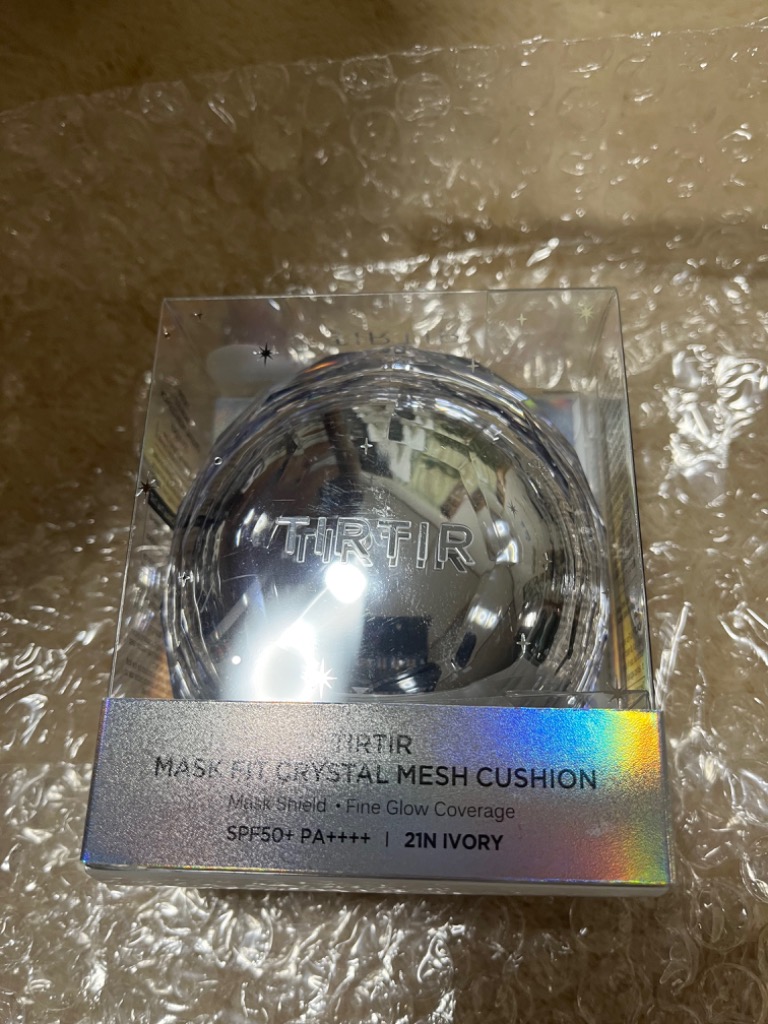 TIRTIR
TIRTIR
MASK FIT CRYSTAL MESH CUSHION
Mask Shield • Fine Glow Coverage
SPF50+ PA++++ | 21N IVORY